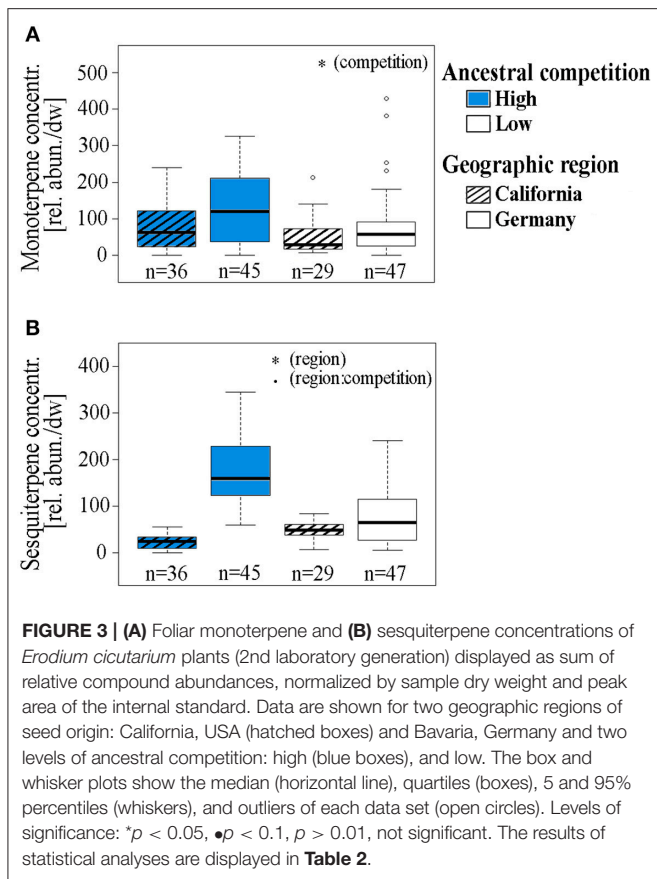 A
Monoterpene concentr.
[rel. abun./dw]
500
400
300
200
100
0
* (competition)
n=36
n=45
n=29
n=47
Ancestral competition
High
Low
Geographic region
California
Germany
B
Sesquiterpene concentr.
[rel. abun./dw]
400
300
200
100
0
* (region)
· (region:competition)
n=36
n=45
n=29
n=47
FIGURE 3 | (A) Foliar monoterpene and (B) sesquiterpene concentrations of
Erodium cicutarium plants (2nd laboratory generation) displayed as sum of
relative compound abundances, normalized by sample dry weight and peak
area of the internal standard. Data are shown for two geographic regions of
seed origin: California, USA (hatched boxes) and Bavaria, Germany and two
levels of ancestral competition: high (blue boxes), and low. The box and
whisker plots show the median (horizontal line), quartiles (boxes), 5 and 95%
percentiles (whiskers), and outliers of each data set (open circles). Levels of
significance: *p < 0.05, •p < 0.1, p > 0.01, not significant. The results of
statistical analyses are displayed in Table 2.